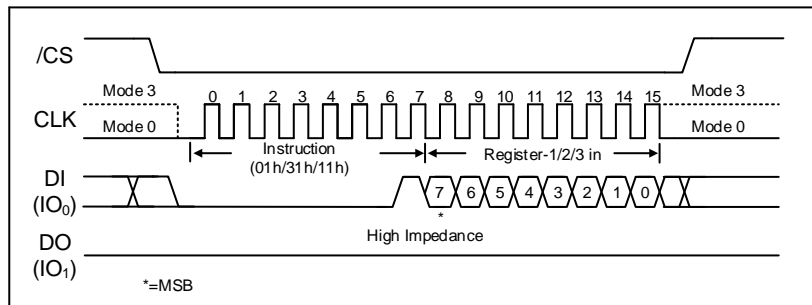 /CS
Mode 3 0 1 2 3 4 5 6 7 8 9 10 11 12 13 14 15 Mode 3
CLK Mode 0 Mode 0
Instruction Register-1/2/3 in
(01h/31h/11h)
DI
(IO₀) 7 6 5 4 3 2 1 0
*
High Impedance
DO
(IO₁)
*=MSB